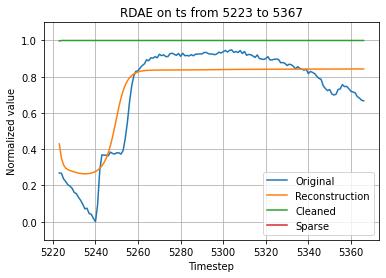 RDAE on ts from 5223 to 5367
Normalized value
1.0
0.8
0.6
0.4
0.2
0.0
5220
5240
5260
5280
5300
5320
5340
5360
Timestep
Original
Reconstruction
Cleaned
Sparse